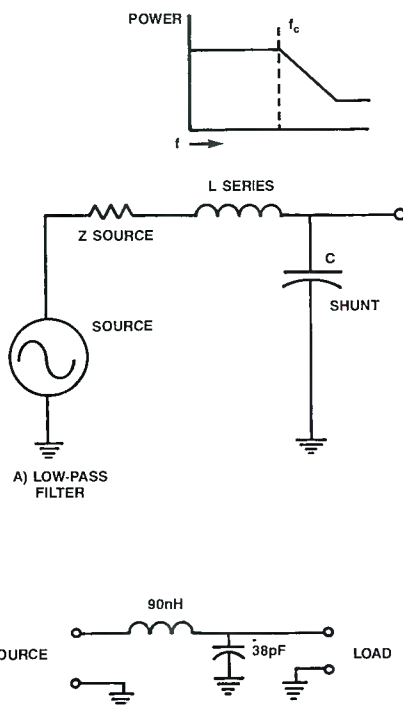 POWER
fc
f
L SERIES
Z SOURCE
C
SHUNT
SOURCE
A) LOW-PASS
FILTER
90nH
38pF
OURCE
LOAD